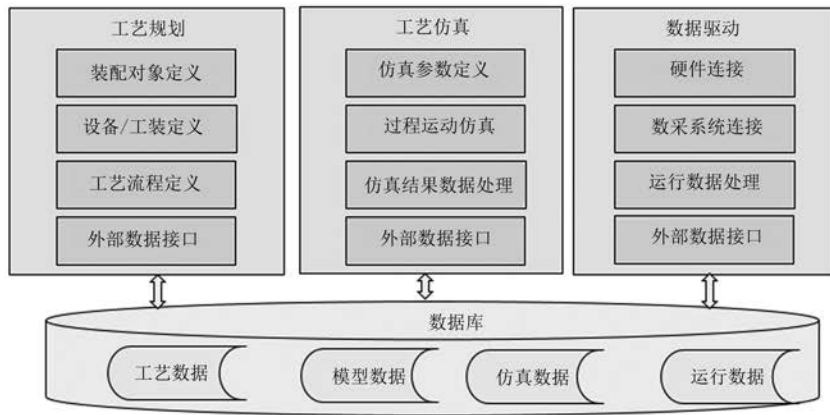 工艺规划
装配对象定义
设备/工装定义
工艺流程定义
外部数据接口
工艺仿真
仿真参数定义
过程运动仿真
仿真结果数据处理
外部数据接口
数据驱动
硬件连接
数采系统连接
运行数据处理
外部数据接口
数据库
工艺数据
模型数据
仿真数据
运行数据